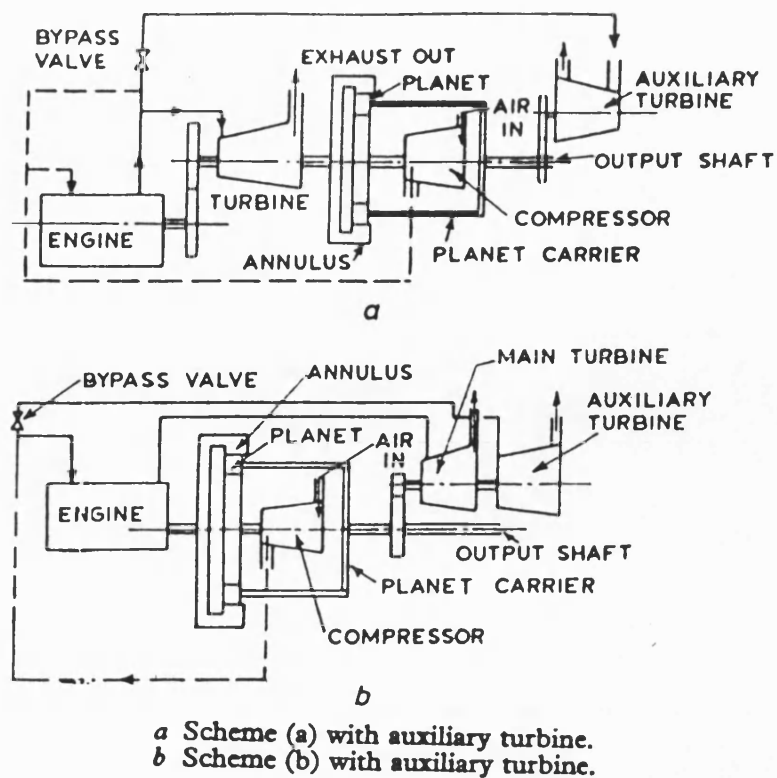 BYPASS
VALVE
EXHAUST OUT
PLANET
AIR
IN
AUXILIARY
TURBINE
OUTPUT SHAFT
TURBINE
COMPRESSOR
ENGINE
PLANET CARRIER
ANNULUS
a
MAIN TURBINE
BYPASS VALVE
ANNULUS
AUXILIARY
TURBINE
PLANET
AIR
IN
ENGINE
OUTPUT SHAFT
PLANET CARRIER
COMPRESSOR
b
a Scheme (a) with auxiliary turbine.
b Scheme (b) with auxiliary turbine.